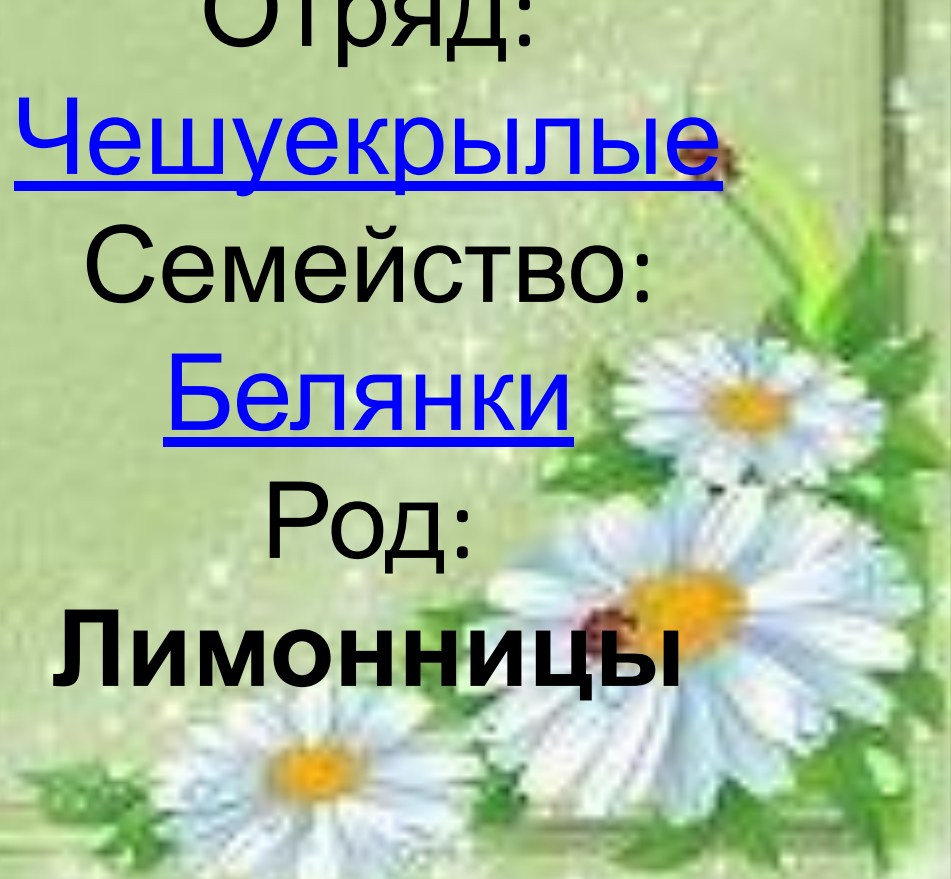 Отряд:
Чешуекрылые
Семейство:
Белянки
Род:
Лимонницы